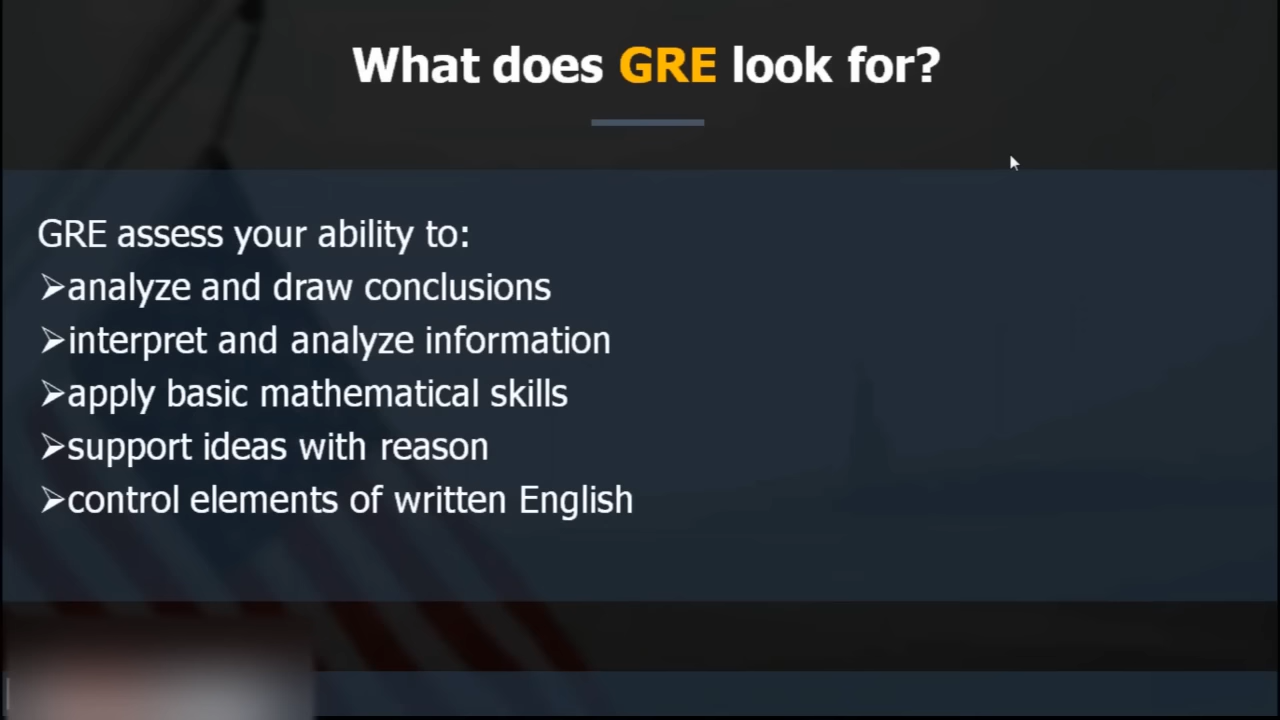 What does GRE look for?
GRE assess your ability to:
➢analyze and draw conclusions
➢interpret and analyze information
➢apply basic mathematical skills
➢support ideas with reason
➢control elements of written English